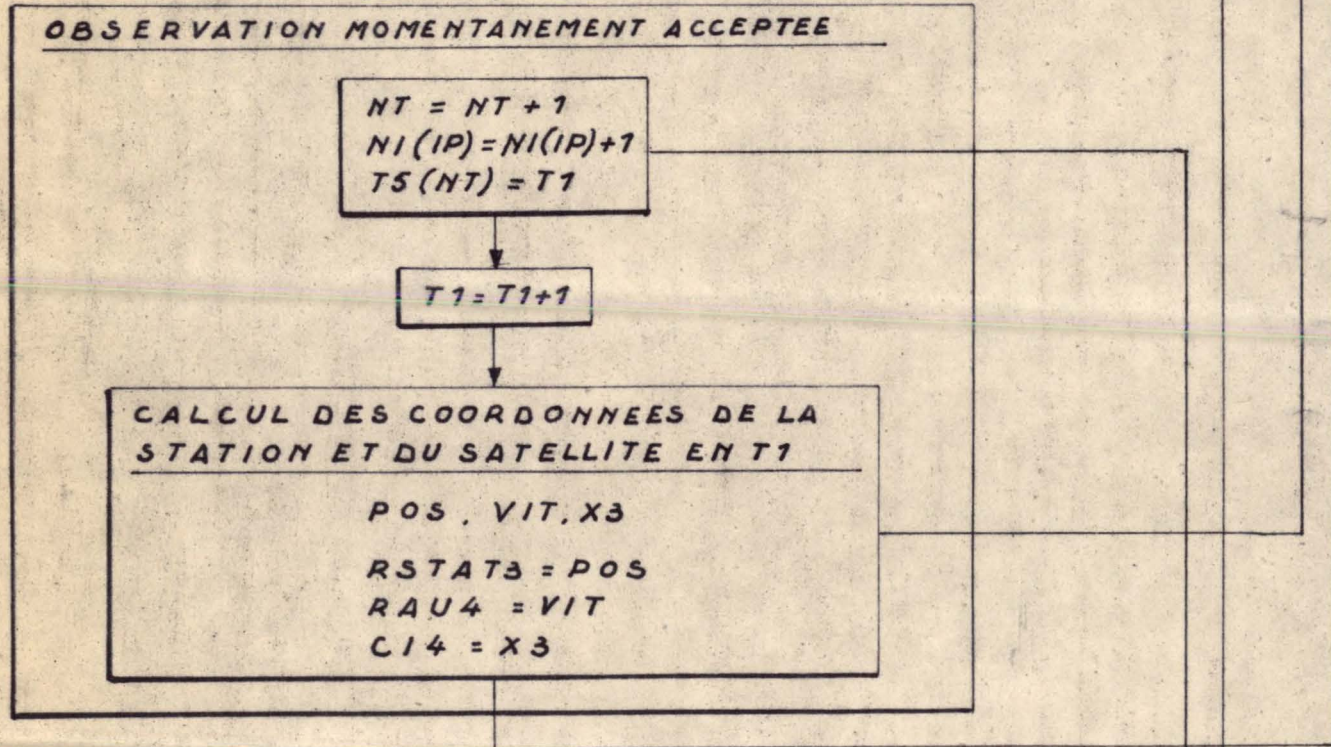 OBSERVATION MOMENTANEMENT ACCEPTEE
NT = NT + 1
NI(IP)=NI(IP)+1
TS(NT) = T1
T1=T1+1
CALCUL DES COORDONNEES DE LA
STATION ET DU SATELLITE EN T1
POS, VIT, X3
RSTAT3 = POS
RAU4 = VIT
CI4 = X3